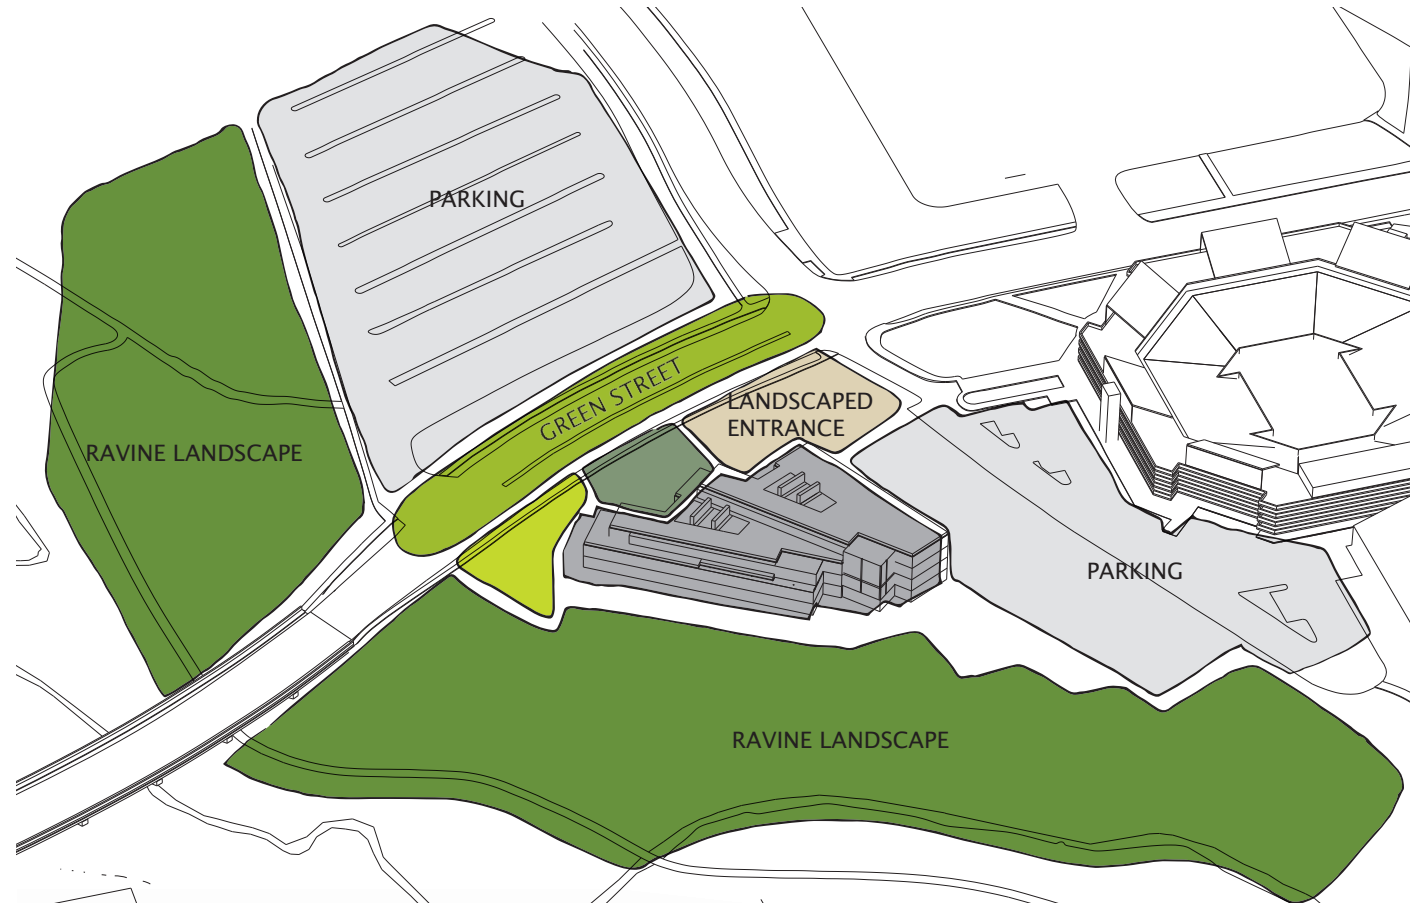 PARKING
GREEN STREET
LANDSCAPED
ENTRANCE
RAVINE LANDSCAPE
PARKING
RAVINE LANDSCAPE